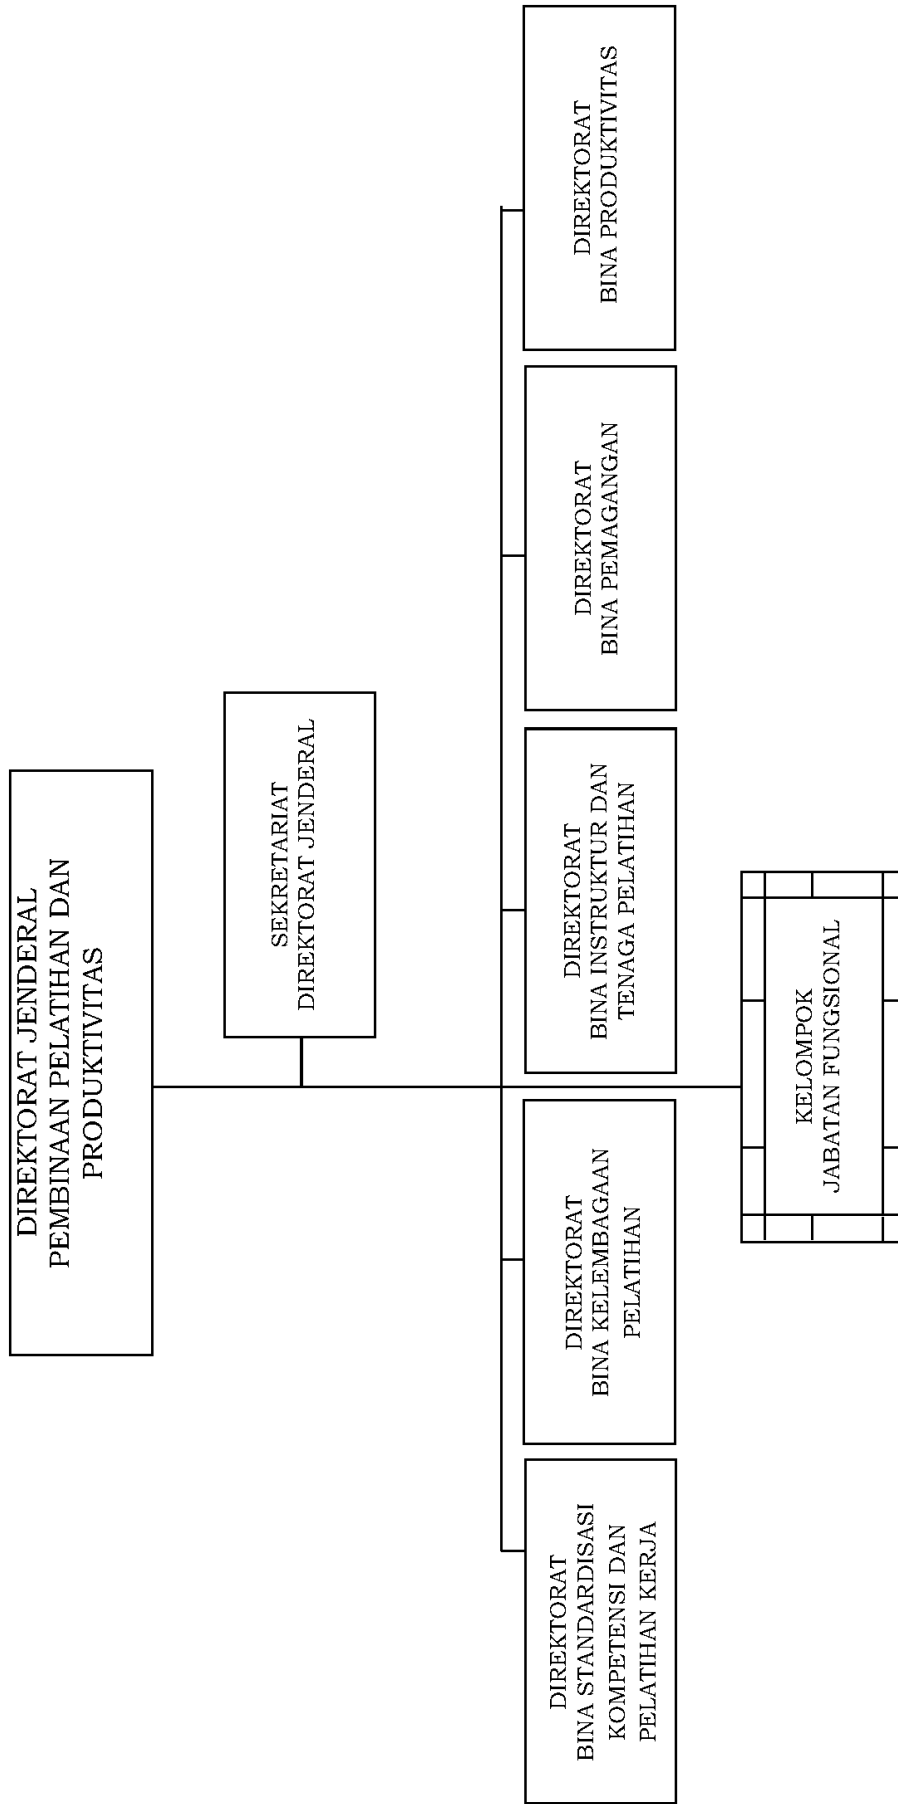 DIREKTORAT JENDERAL
PEMBINAAN PELATIHAN DAN
PRODUKTIVITAS
SEKRETARIAT
DIREKTORAT JENDERAL
DIREKTORAT
BINA STANDARDISASI
KOMPETENSI DAN
PELATIHAN KERJA
DIREKTORAT
BINA KELEMBAGAAN
PELATIHAN
DIREKTORAT
BINA INSTRUKTUR DAN
TENAGA PELATIHAN
DIREKTORAT
BINA PEMAGANGAN
DIREKTORAT
BINA PRODUKTIVITAS
KELOMPOK
JABATAN FUNGSIONAL